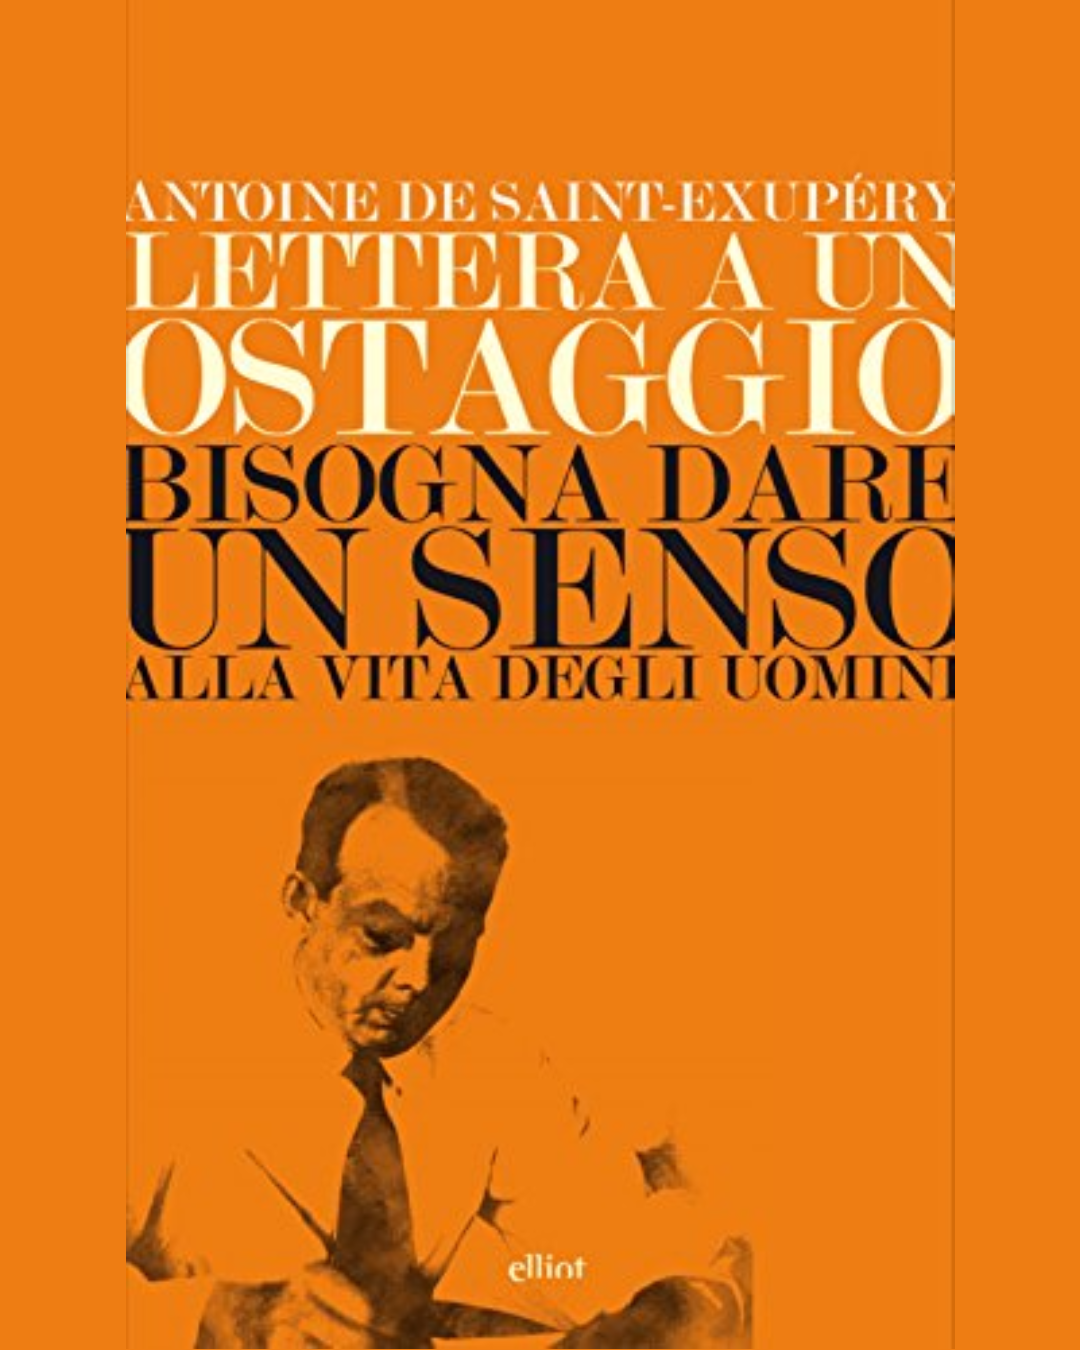 ANTOINE DE SAINT-EXUPÉRY
LETTERA A UN
OSTAGGIO
BISOGNA DARE
UN SENSO
ALLA VITA DEGLI UOMINI
elliot